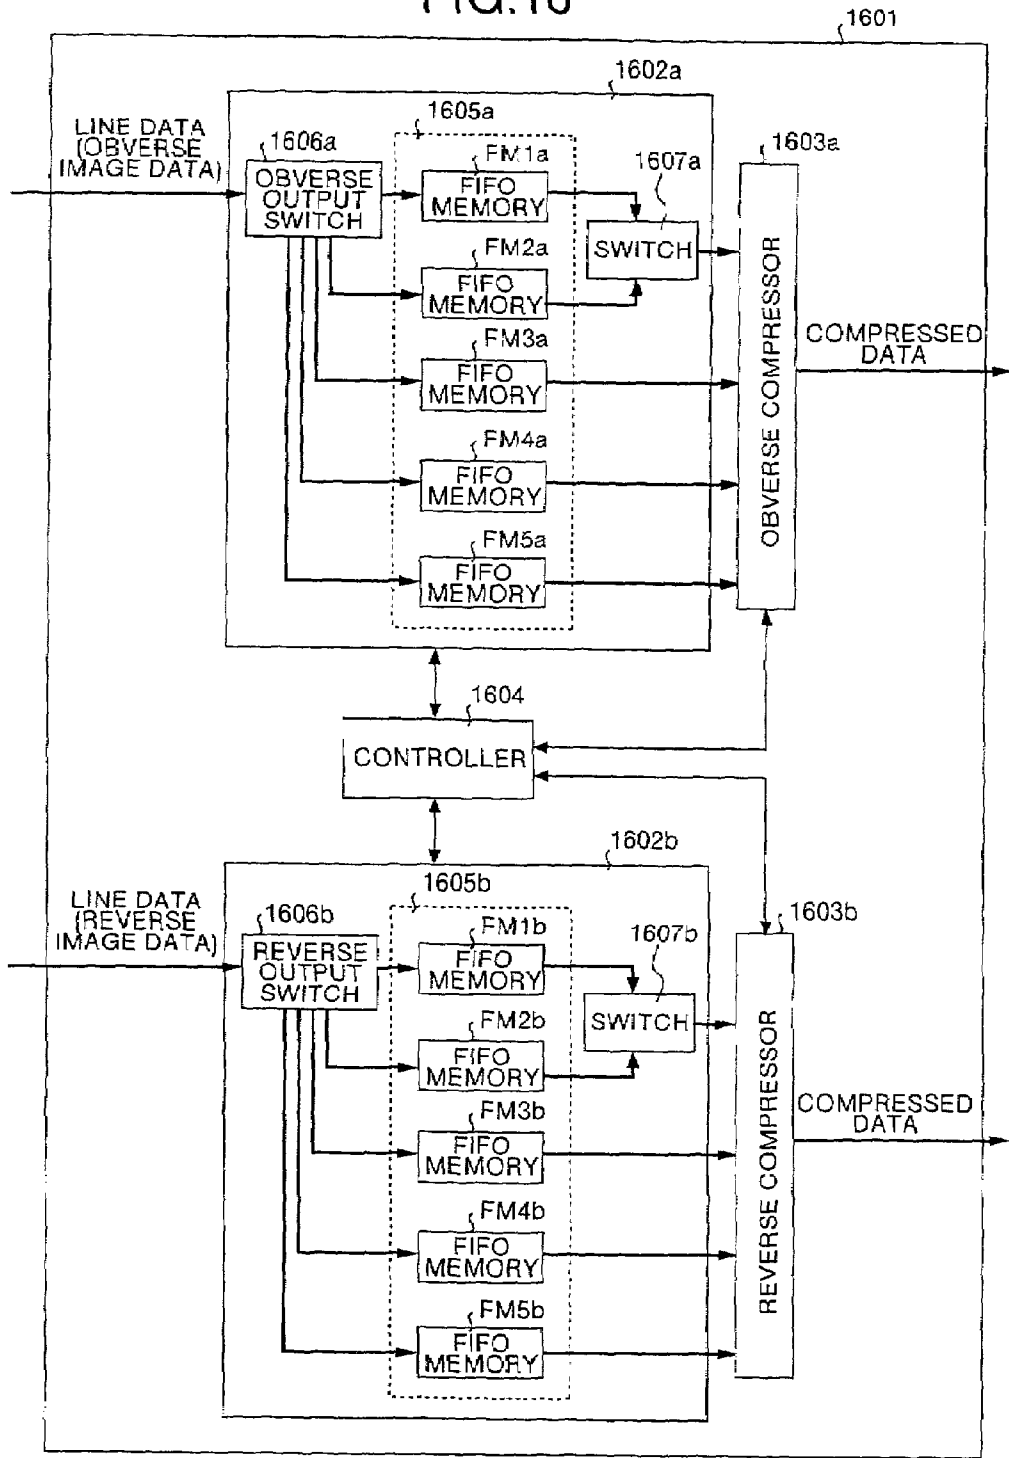 1601
1602a
LINE DATA
(OBVERSE
IMAGE DATA)
1605a
1606a
FM1a
1607a
1603a
OBVERSE
OUTPUT
SWITCH
FIFO
MEMORY
SWITCH
FM2a
FIFO
MEMORY
FM3a
FIFO
MEMORY
OBVERSE COMPRESSOR
COMPRESSED
DATA
FM4a
FIFO
MEMORY
FM5a
FIFO
MEMORY
1604
CONTROLLER
1602b
LINE DATA
(REVERSE
IMAGE DATA)
1605b
1606b
FM1b
1607b
1603b
REVERSE
OUTPUT
SWITCH
FIFO
MEMORY
SWITCH
FM2b
FIFO
MEMORY
FM3b
FIFO
MEMORY
REVERSE COMPRESSOR
COMPRESSED
DATA
FM4b
FIFO
MEMORY
FM5b
FIFO
MEMORY